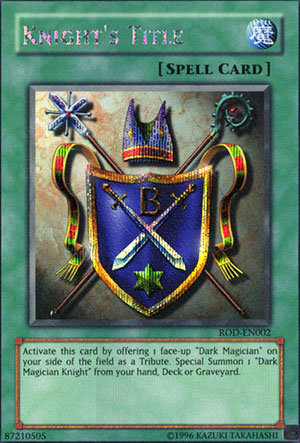 Knight's Title
[Spell Card]
B
ROD-EN002
Activate this card by offering 1 face-up "Dark Magician" on
your side of the field as a Tribute. Special Summon 1 "Dark
Magician Knight" from your hand, Deck or Graveyard.
87210505
©1996 KAZUKI TAKAHASHI